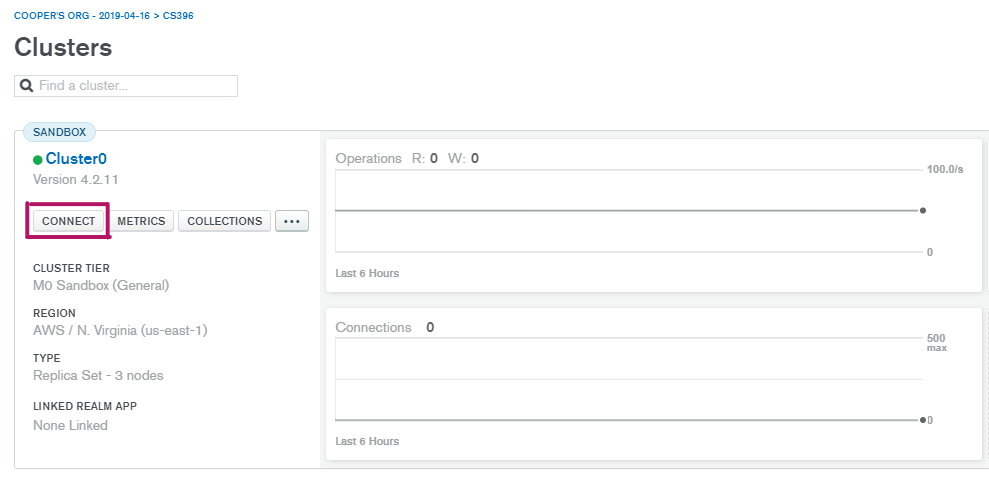 COOPER'S ORG - 2019-04-16 > CS396
Clusters
Find a cluster...
SANDBOX
Cluster0
Version 4.2.11
CONNECT METRICS COLLECTIONS ...
CLUSTER TIER
M0 Sandbox (General)
REGION
AWS / N. Virginia (us-east-1)
TYPE
Replica Set - 3 nodes
LINKED REALM APP
None Linked
Operations R: 0 W: 0
100.0/s
0
Last 6 Hours
Connections 0
500
max
0
Last 6 Hours